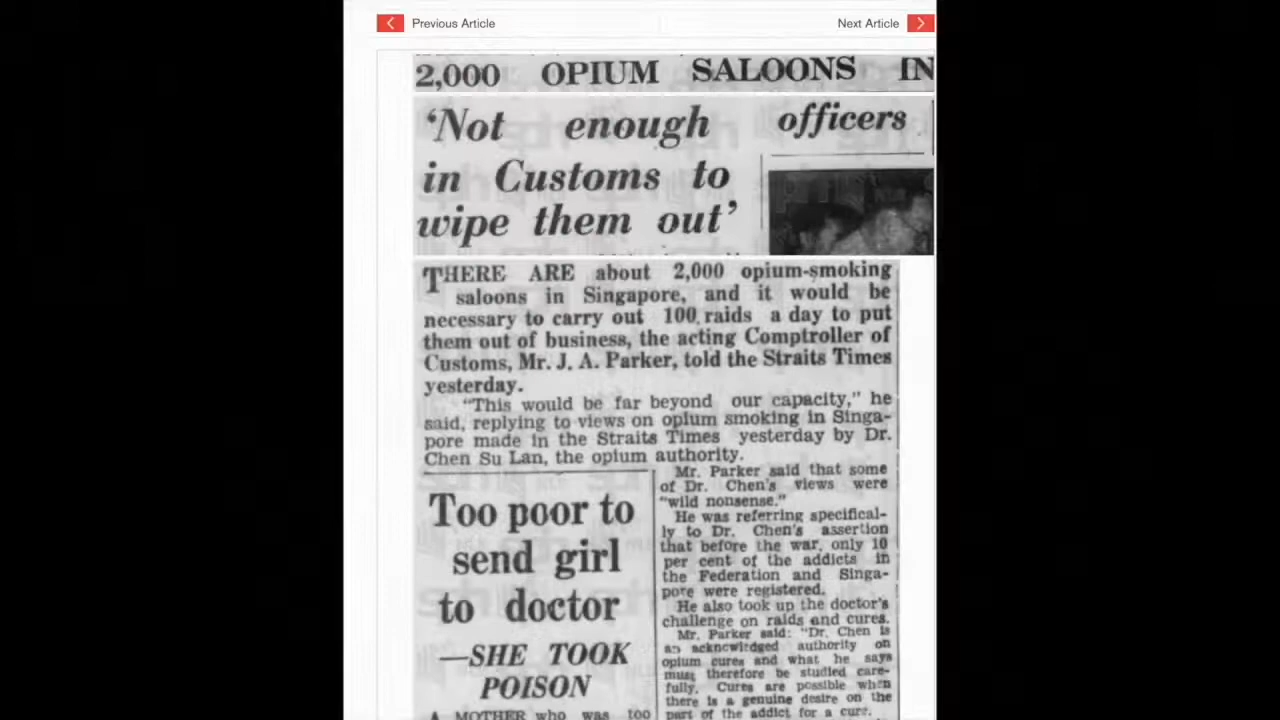 Previous Article
Next Article
2,000 OPIUM SALOONS IN
‘Not enough officers
in Customs to
wipe them out’
THERE ARE about 2,000 opium-smoking
saloons in Singapore, and it would be
necessary to carry out 100 raids a day to put
them out of business, the acting Comptroller of
Customs, Mr. J. A. Parker, told the Straits Times
yesterday.
“This would be far beyond our capacity,” he
said, replying to views on opium smoking in Singa-
pore made in the Straits Times yesterday by Dr.
Chen Su Lan, the opium authority.
Too poor to
send girl
to doctor
—SHE TOOK
POISON
A MOTHER who was too
Mr. Parker said that some
of Dr. Chen's views were
“wild nonsense.”
He was referring specifical-
ly to Dr. Chen's assertion
that before the war, only 10
per cent of the addicts in
the Federation and Singa-
pore were registered.
He also took up the doctor's
challenge on raids and cures.
Mr. Parker said: “Dr. Chen is
an acknowledged authority on
opium cures and what he says
must therefore be studied care-
fully. Cures are possible when
there is a genuine desire on the
part of the addict for a cure.